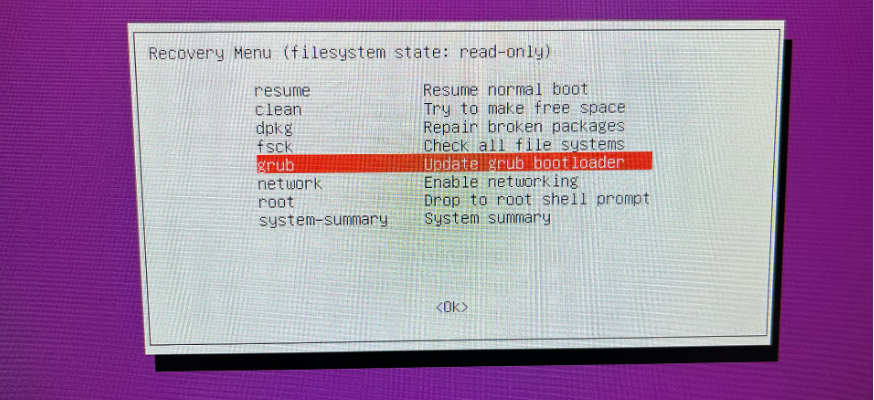 Recovery Menu (filesystem state: read-only)
resume Resume normal boot
clean Try to make free space
dpkg Repair broken packages
fsck Check all file systems
grub Update grub bootloader
network Enable networking
root Drop to root shell prompt
system-summary System summary
<Ok>